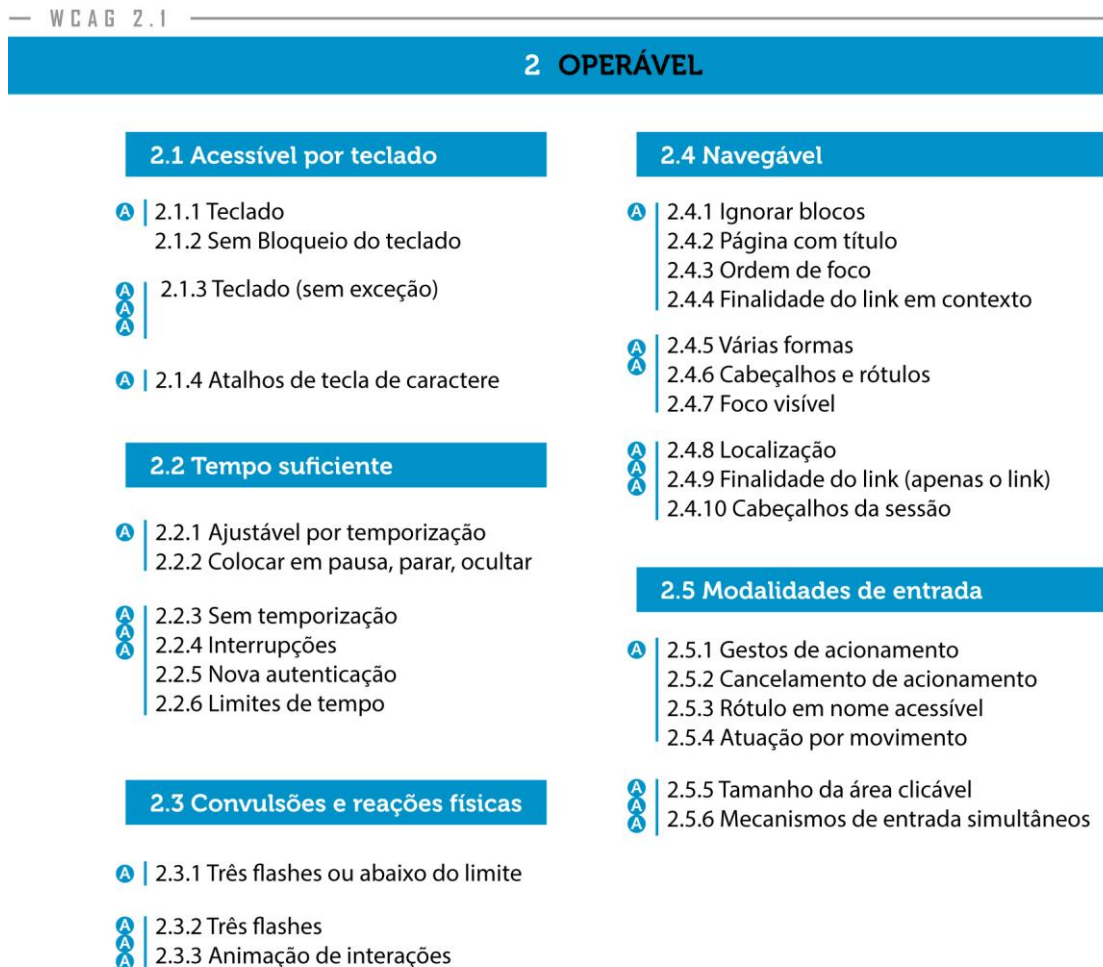 WCAG 2.1
2 OPERÁVEL
2.1 Acessível por teclado
A
2.1.1 Teclado
2.1.2 Sem Bloqueio do teclado
A
A
A
2.1.3 Teclado (sem exceção)
A
2.1.4 Atalhos de tecla de caractere
2.2 Tempo suficiente
A
2.2.1 Ajustável por temporização
2.2.2 Colocar em pausa, parar, ocultar
A
A
A
2.2.3 Sem temporização
2.2.4 Interrupções
2.2.5 Nova autenticação
2.2.6 Limites de tempo
2.3 Convulsões e reações físicas
A
2.3.1 Três flashes ou abaixo do limite
A
A
A
2.3.2 Três flashes
2.3.3 Animação de interações
2.4 Navegável
A
2.4.1 Ignorar blocos
2.4.2 Página com título
2.4.3 Ordem de foco
2.4.4 Finalidade do link em contexto
A
A
2.4.5 Várias formas
2.4.6 Cabeçalhos e rótulos
2.4.7 Foco visível
A
A
A
2.4.8 Localização
2.4.9 Finalidade do link (apenas o link)
2.4.10 Cabeçalhos da sessão
2.5 Modalidades de entrada
A
2.5.1 Gestos de acionamento
2.5.2 Cancelamento de acionamento
2.5.3 Rótulo em nome acessível
2.5.4 Atuação por movimento
A
A
A
2.5.5 Tamanho da área clicável
2.5.6 Mecanismos de entrada simultâneos